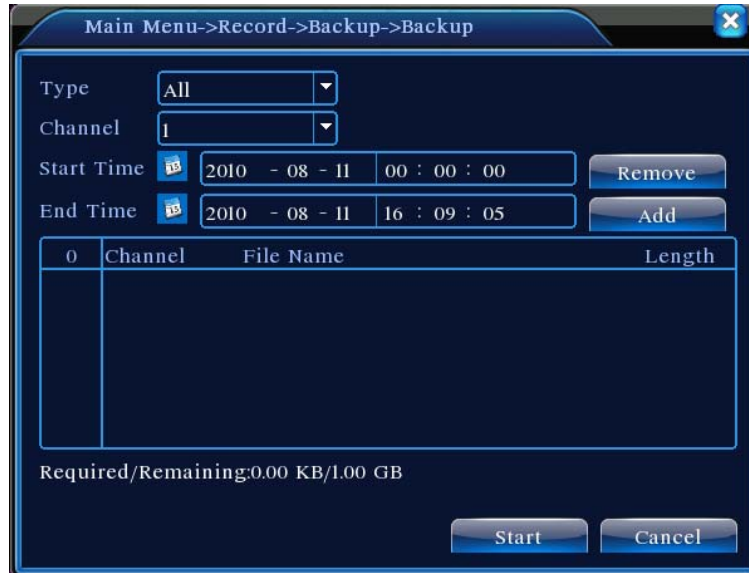 Main Menu->Record->Backup->Backup
Type All
Channel 1
Start Time 15 2010 - 08 - 11 00 : 00 : 00 Remove
End Time 15 2010 - 08 - 11 16 : 09 : 05 Add
0 Channel File Name Length
Required/Remaining:0.00 KB/1.00 GB
Start Cancel